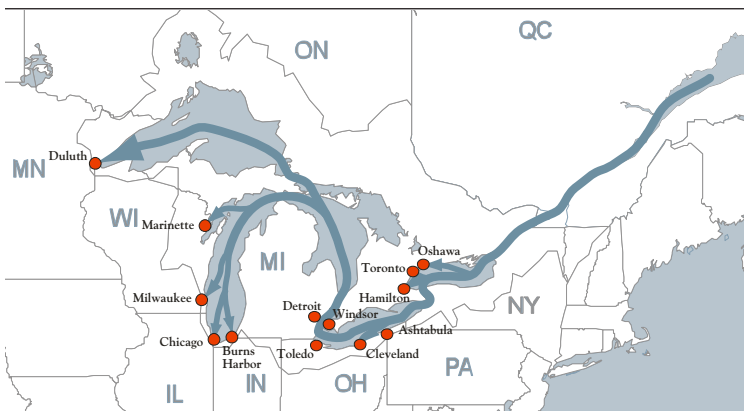 QC
ON
Duluth
MN
WI
Marinette
Oshawa
Toronto
MI
Hamilton
Milwaukee
Detroit
Windsor
NY
Ashtabula
Chicago
Burns
Harbor
Toledo
Cleveland
PA
IL
IN
OH